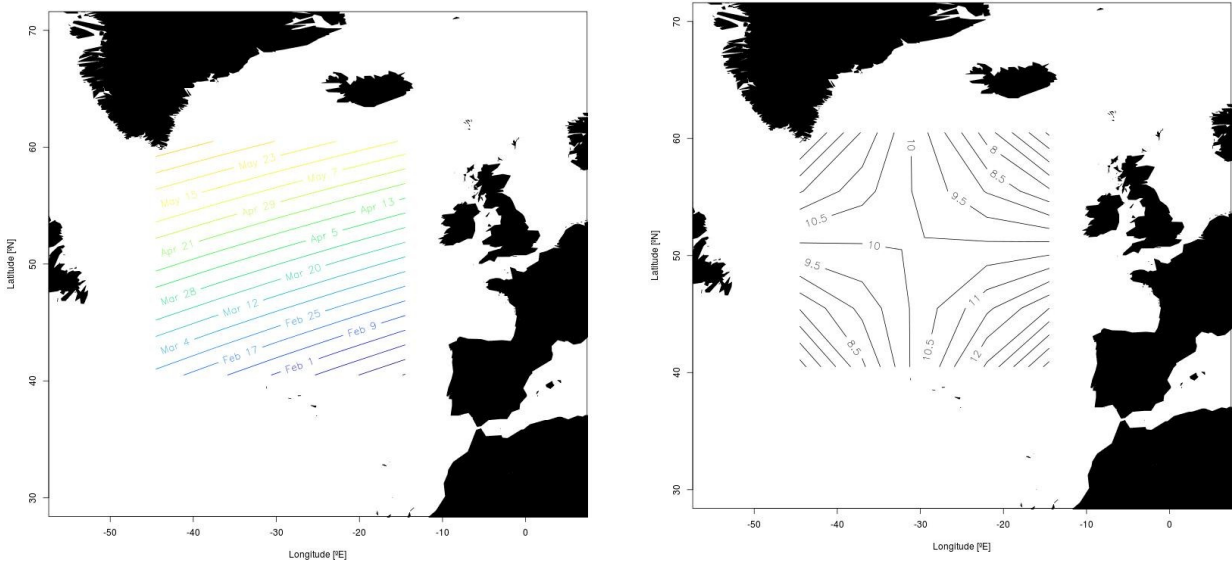 70
60
50
40
30
Latitude [ºN]
May 23
May 15
May 7
Apr 29
Apr 21
Apr 13
Apr 5
Mar 28
Mar 20
Mar 12
Mar 4
Feb 25
Feb 17
Feb 9
Feb 1
-50
-40
-30
-20
-10
0
Longitude [ºE]
70
60
50
40
30
Latitude [ºN]
10
8
8.5
9.5
10.5
10
9.5
11
8.5
10.5
12
-50
-40
-30
-20
-10
0
Longitude [ºE]